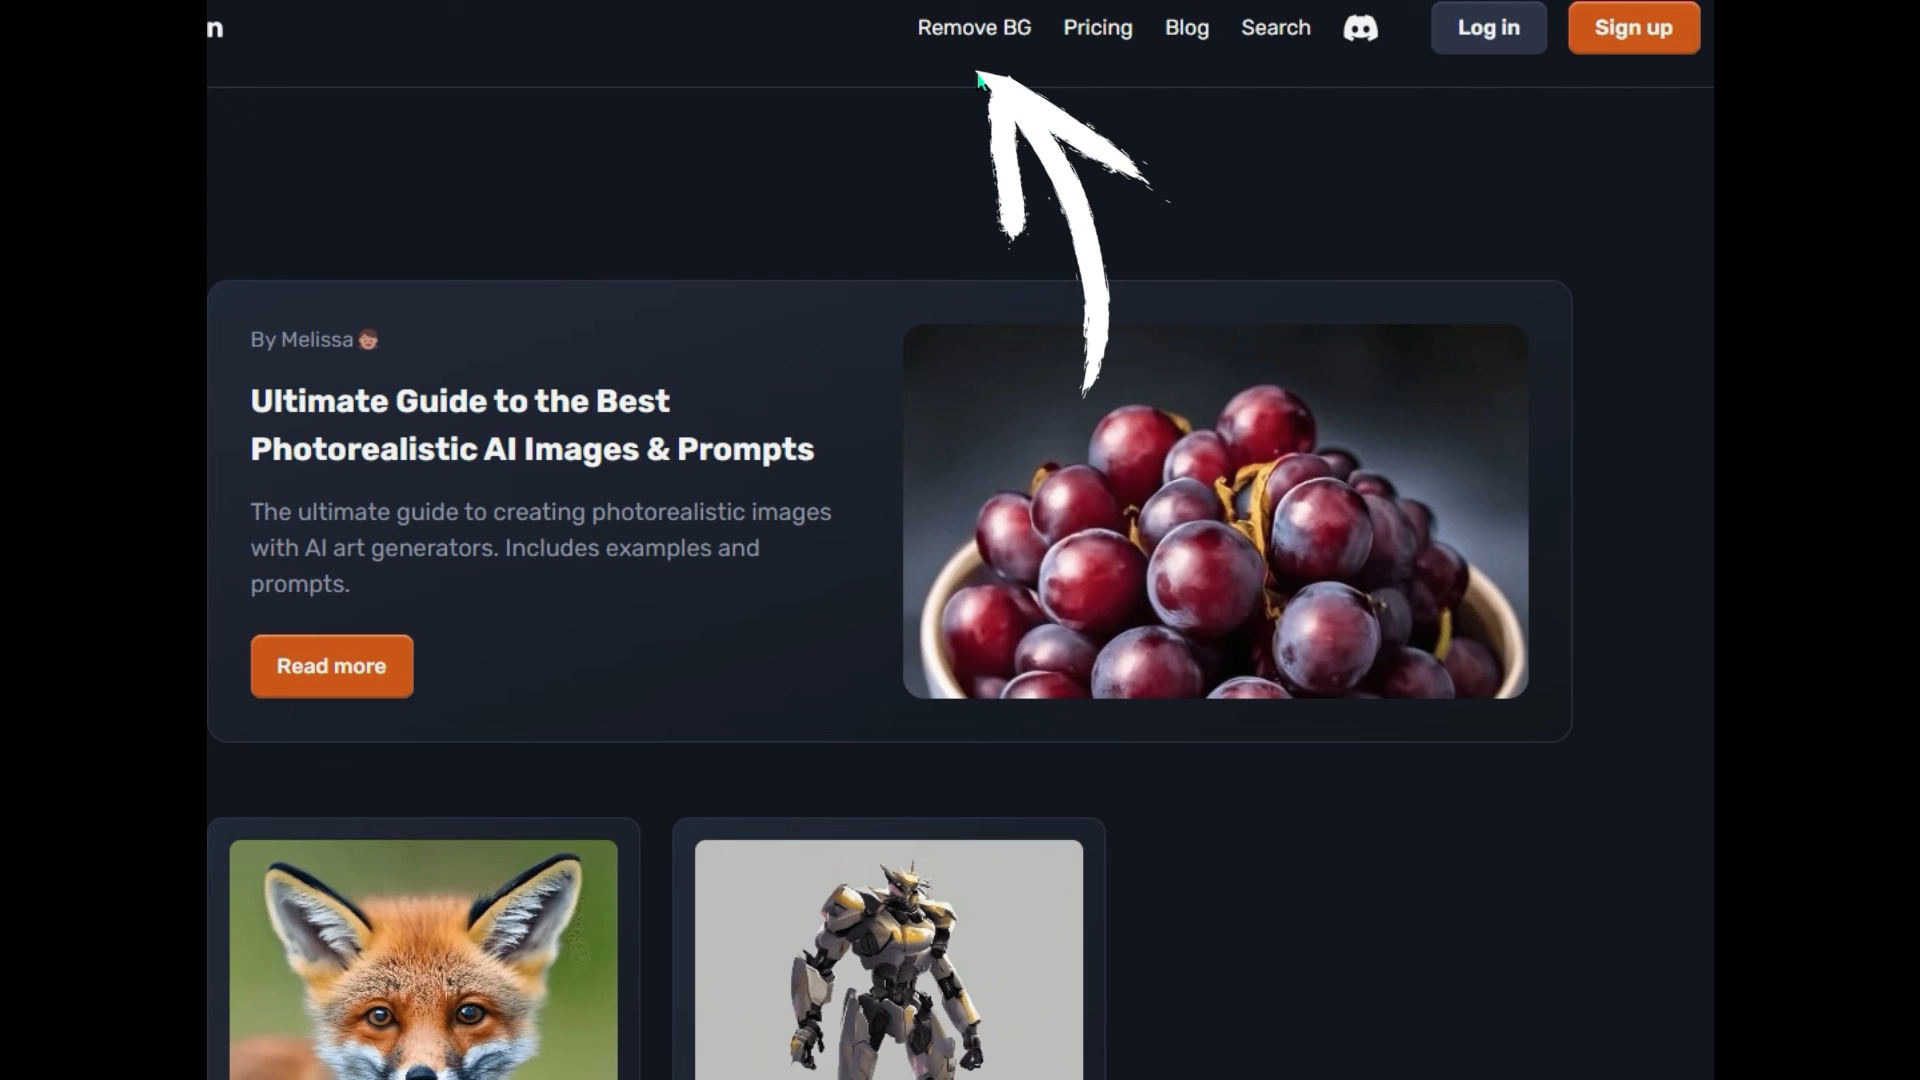 n
Remove BG
Pricing
Blog
Search
Log in
Sign up
By Melissa
Ultimate Guide to the Best
Photorealistic AI Images & Prompts
The ultimate guide to creating photorealistic images
with AI art generators. Includes examples and
prompts.
Read more